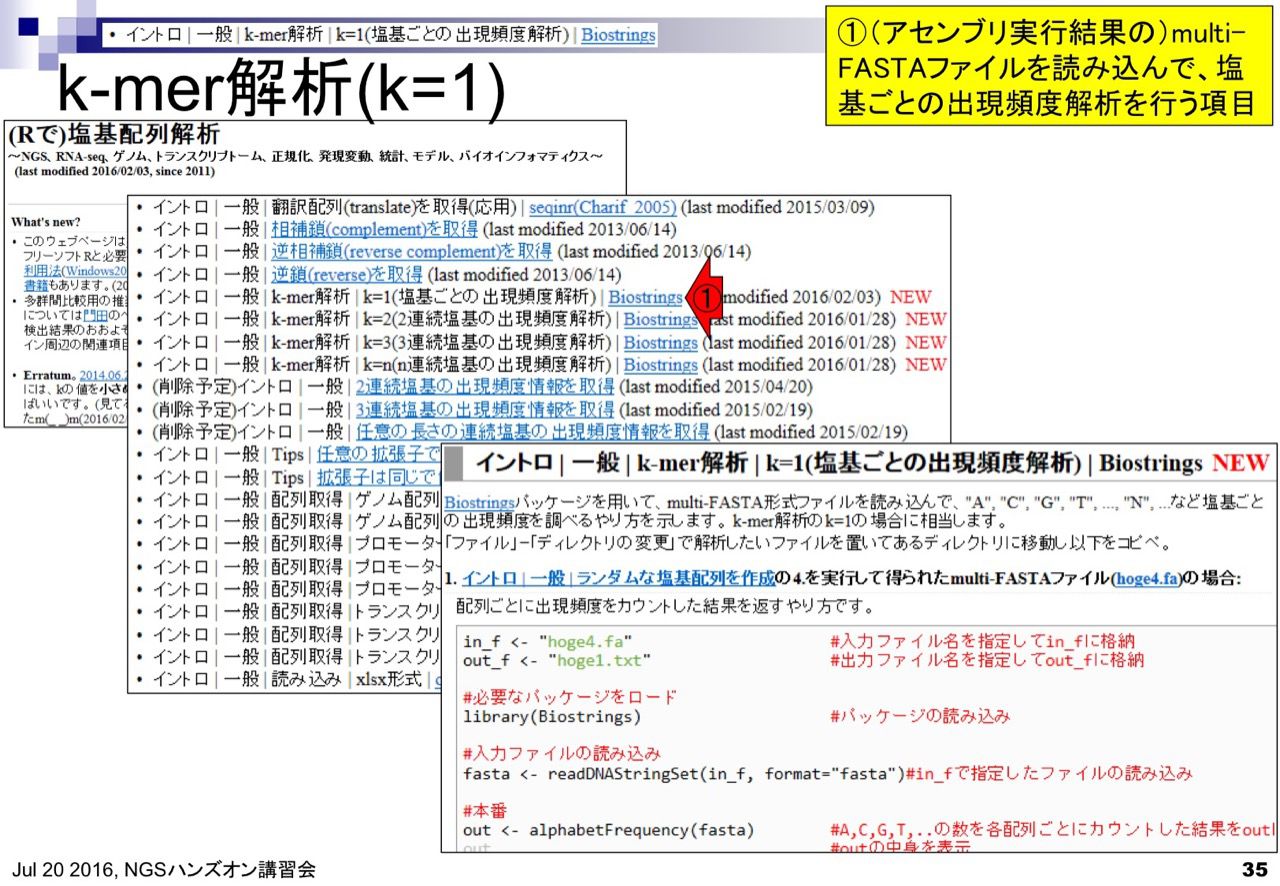 • イントロ | 一般 | k-mer解析 | k=1(塩基ごとの出現頻度解析) | Biostrings
k-mer解析(k=1)
①(アセンブリ実行結果の)multi-
FASTAファイルを読み込んで、塩
基ごとの出現頻度解析を行う項目
(Rで)塩基配列解析
～NGS、RNA-seq、ゲノム、トランスクリプトーム、正規化、発現変動、統計、モデル、バイオインフォマティクス～
(last modified 2016/02/03, since 2011)
What's new?
• このウェブページは
フリーソフトRと必要
利用法(Windows20
書籍もあります。(20
• 多群間比較用の推
については門田のペ
検出結果のおおよそ
イン周辺の関連項目
• Erratum。2014.06.2
には、kの値を小さめ
ばいいです。(見てる
たm(_ _)m(2016/02
• イントロ | 一般 | 翻訳配列(translate)を取得(応用) | seqinr(Charif_2005) (last modified 2015/03/09)
• イントロ | 一般 | 相補鎖(complement)を取得 (last modified 2013/06/14)
• イントロ | 一般 | 逆相補鎖(reverse complement)を取得 (last modified 2013/06/14)
• イントロ | 一般 | 逆鎖(reverse)を取得 (last modified 2013/06/14)
• イントロ | 一般 | k-mer解析 | k=1(塩基ごとの出現頻度解析) | Biostrings ① modified 2016/02/03) NEW
• イントロ | 一般 | k-mer解析 | k=2(2連続塩基の出現頻度解析) | Biostrings (last modified 2016/01/28) NEW
• イントロ | 一般 | k-mer解析 | k=3(3連続塩基の出現頻度解析) | Biostrings (last modified 2016/01/28) NEW
• イントロ | 一般 | k-mer解析 | k=n(n連続塩基の出現頻度解析) | Biostrings (last modified 2016/01/28) NEW
• (削除予定)イントロ | 一般 | 2連続塩基の出現頻度情報を取得 (last modified 2015/04/20)
• (削除予定)イントロ | 一般 | 3連続塩基の出現頻度情報を取得 (last modified 2015/02/19)
• (削除予定)イントロ | 一般 | 任意の長さの連続塩基の出現頻度情報を取得 (last modified 2015/02/19)
• イントロ | 一般 | Tips | 任意の拡張子で
• イントロ | 一般 | Tips | 拡張子は同じで
• イントロ | 一般 | 配列取得 | ゲノム配列
• イントロ | 一般 | 配列取得 | ゲノム配列
• イントロ | 一般 | 配列取得 | プロモーター
• イントロ | 一般 | 配列取得 | プロモーター
• イントロ | 一般 | 配列取得 | プロモーター
• イントロ | 一般 | 配列取得 | トランスクリ
• イントロ | 一般 | 配列取得 | トランスクリ
• イントロ | 一般 | 配列取得 | トランスクリ
• イントロ | 一般 | 読み込み | xlsx形式 |
イントロ | 一般 | k-mer解析 | k=1(塩基ごとの出現頻度解析) | Biostrings NEW
Biostringsパッケージを用いて、multi-FASTA形式ファイルを読み込んで、"A", "C", "G", "T", ..., "N", ...など塩基ごと
の出現頻度を調べるやり方を示します。k-mer解析のk=1の場合に相当します。
「ファイル」-「ディレクトリの変更」で解析したいファイルを置いてあるディレクトリに移動し以下をコピペ。
1. イントロ | 一般 | ランダムな塩基配列を作成の4.を実行して得られたmulti-FASTAファイル(hoge4.fa)の場合:
配列ごとに出現頻度をカウントした結果を返すやり方です。
in_f <- "hoge4.fa" #入力ファイル名を指定してin_fに格納
out_f <- "hoge1.txt" #出力ファイル名を指定してout_fに格納
#必要なパッケージをロード
library(Biostrings) #パッケージの読み込み
#入力ファイルの読み込み
fasta <- readDNAStringSet(in_f, format="fasta")#in_fで指定したファイルの読み込み
#本番
out <- alphabetFrequency(fasta) #A,C,G,T,..の数を各配列ごとにカウントした結果をout
out #outの中身を表示
Jul 20 2016, NGSハンズオン講習会
35